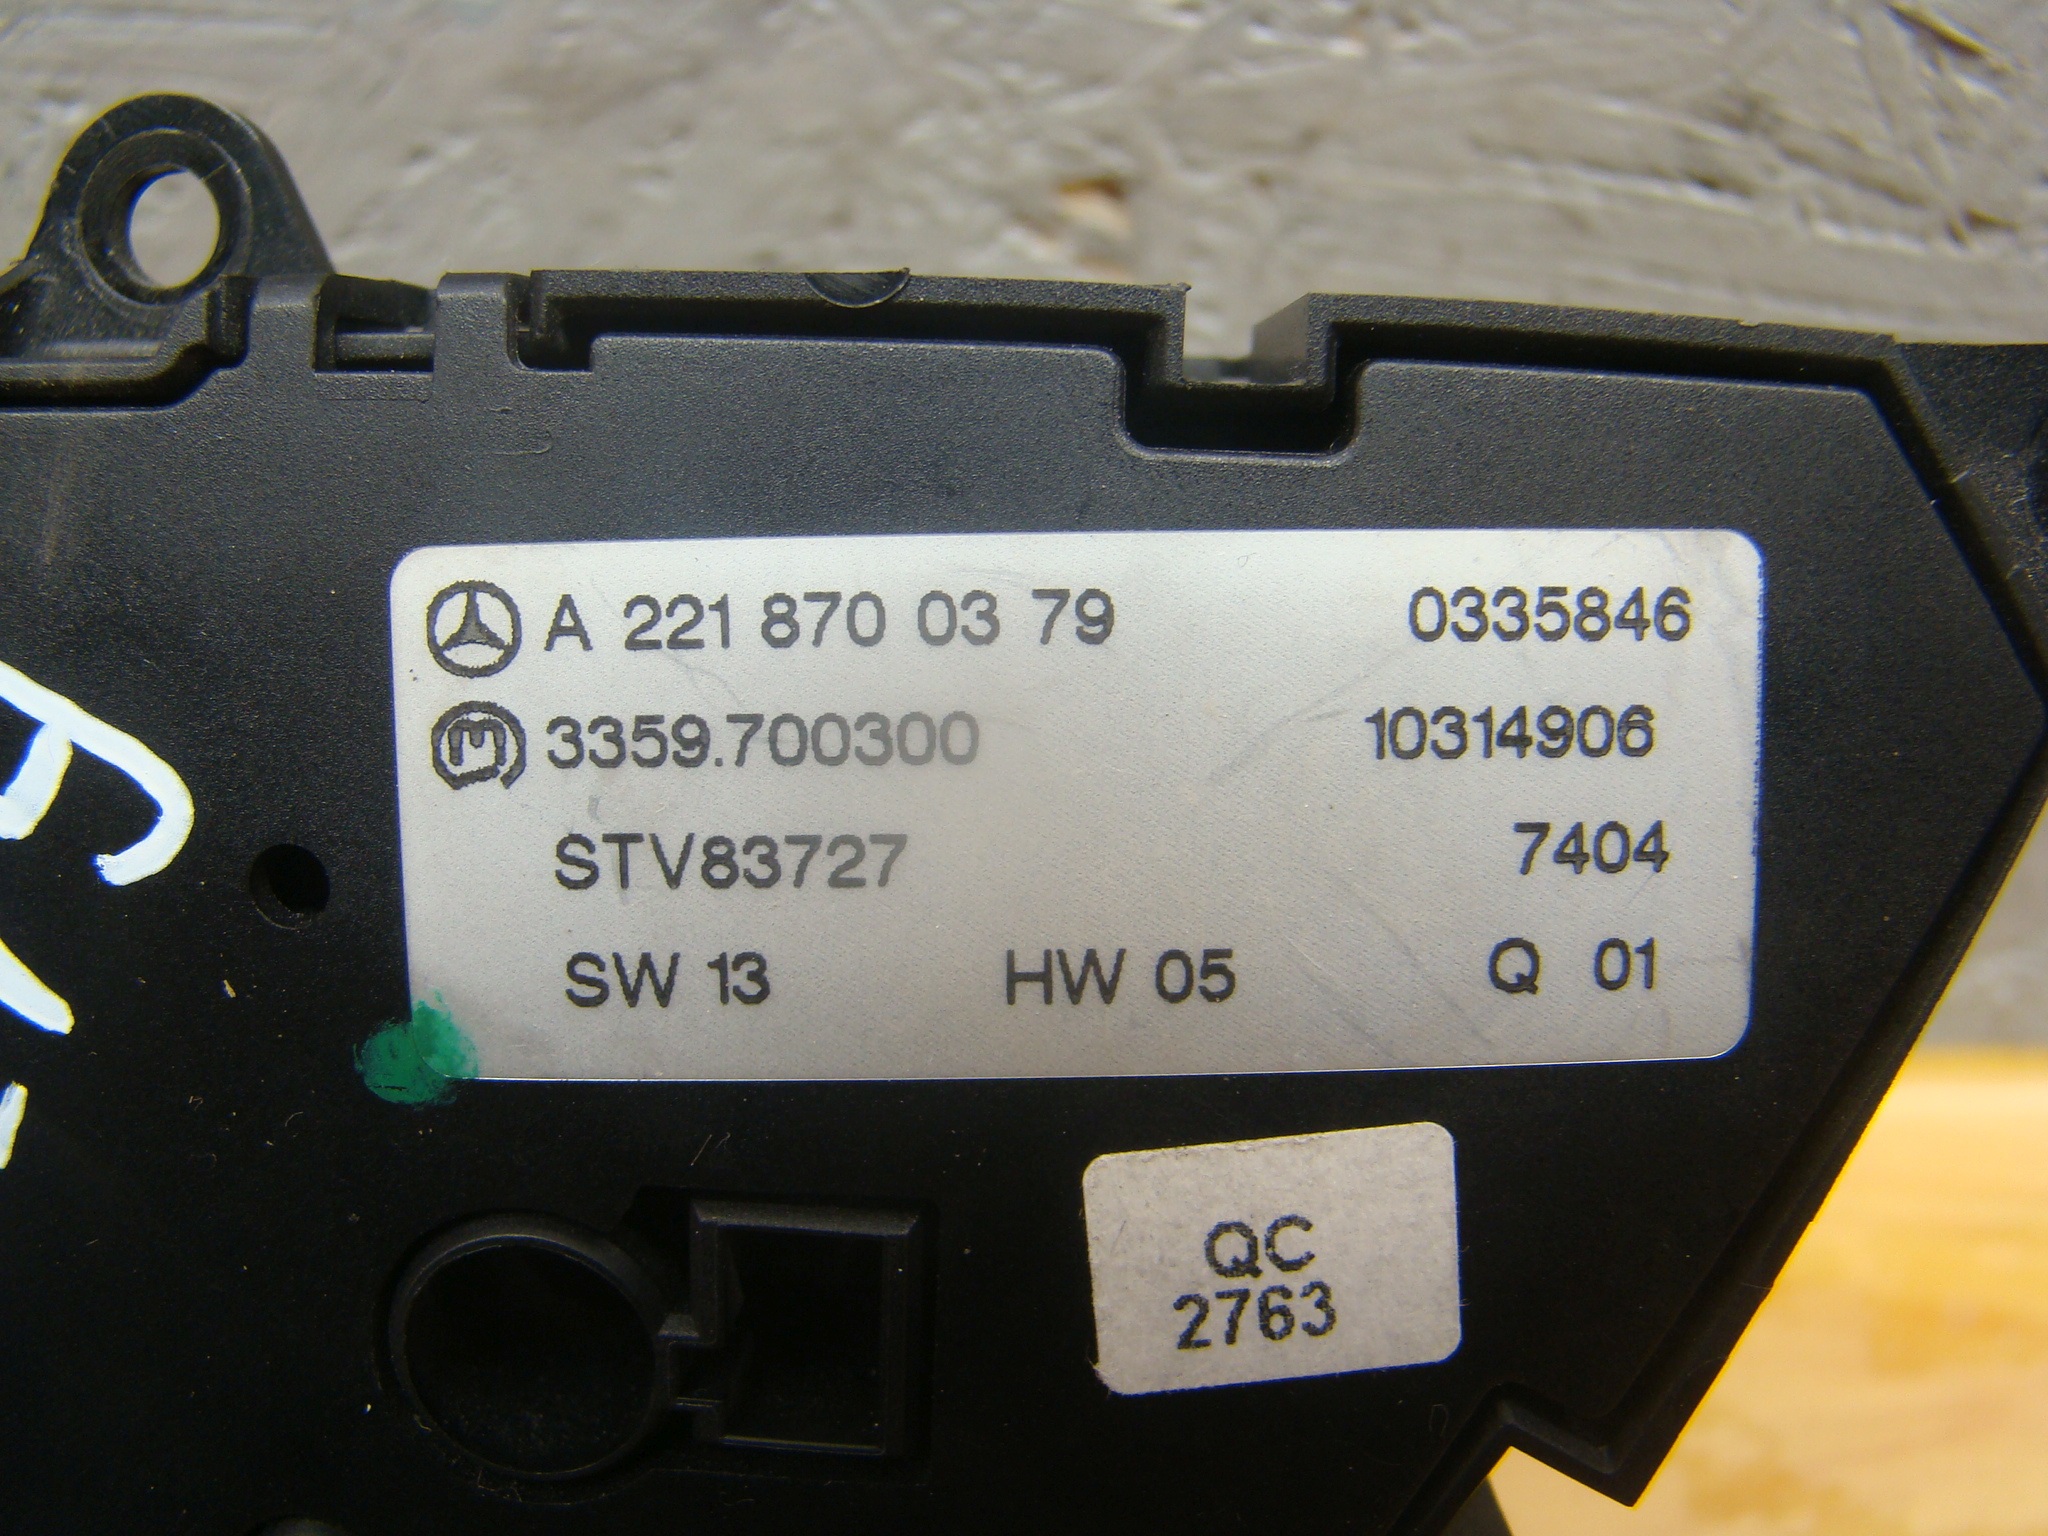 A 221 870 03 79 0335846
3359.700300 10314906
STV83727 7404
SW 13 HW 05 Q 01
QC
2763